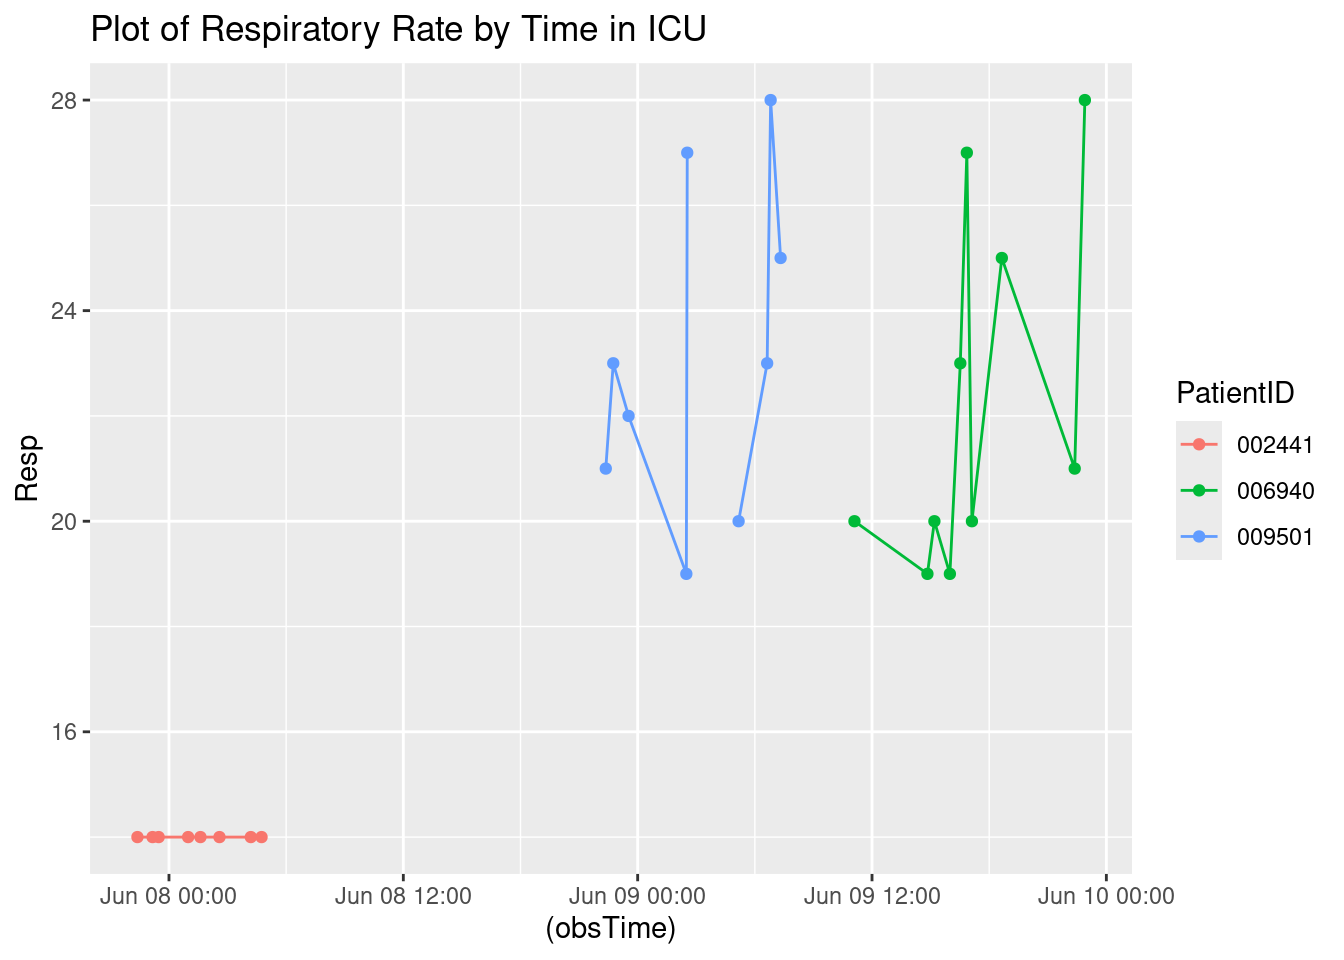 Plot of Respiratory Rate by Time in ICU
28
24
20
16
Resp
Jun 08 00:00
Jun 08 12:00
Jun 09 00:00
Jun 09 12:00
Jun 10 00:00
(obsTime)
PatientID
002441
006940
009501